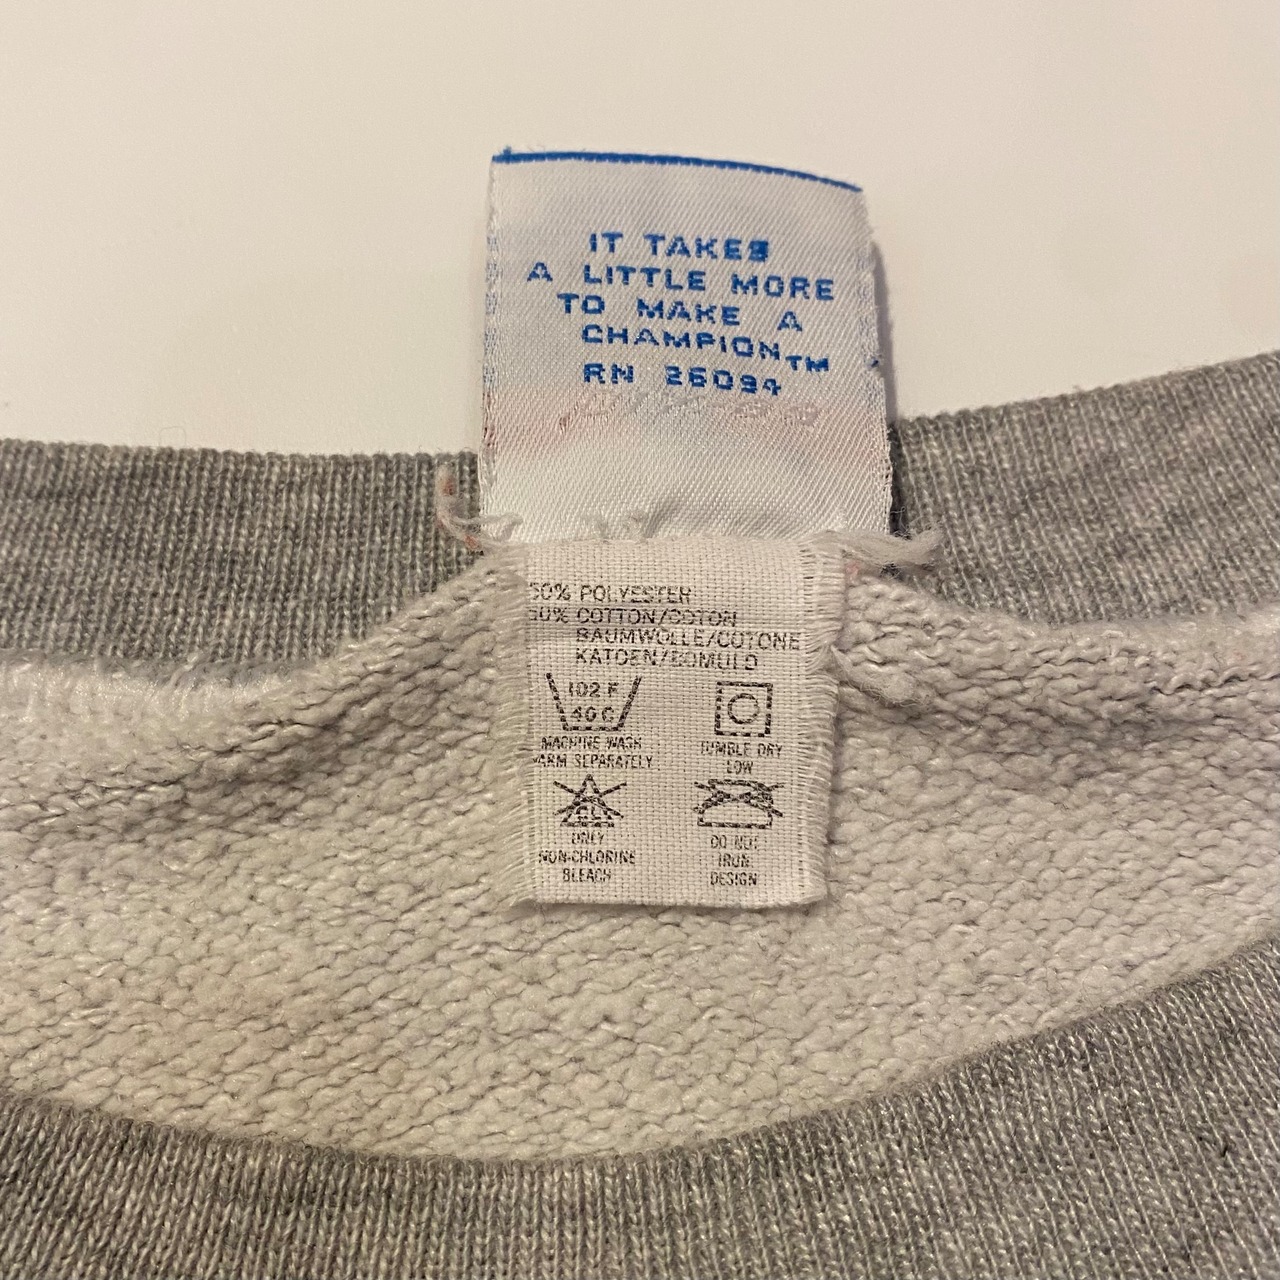 IT TAKES
A LITTLE MORE
TO MAKE A
CHAMPION™
RN 26094
50% POLYESTER
50% COTTON/COTON
BAUMWOLLE/COTONE
KATOEN/BOMULD
102 F
40 C
MACHINE WASH
WARM SEPARATELY
TUMBLE DRY
LOW
CL
ONLY
NON-CHLORINE
BLEACH
DO NOT
IRON
DESIGN